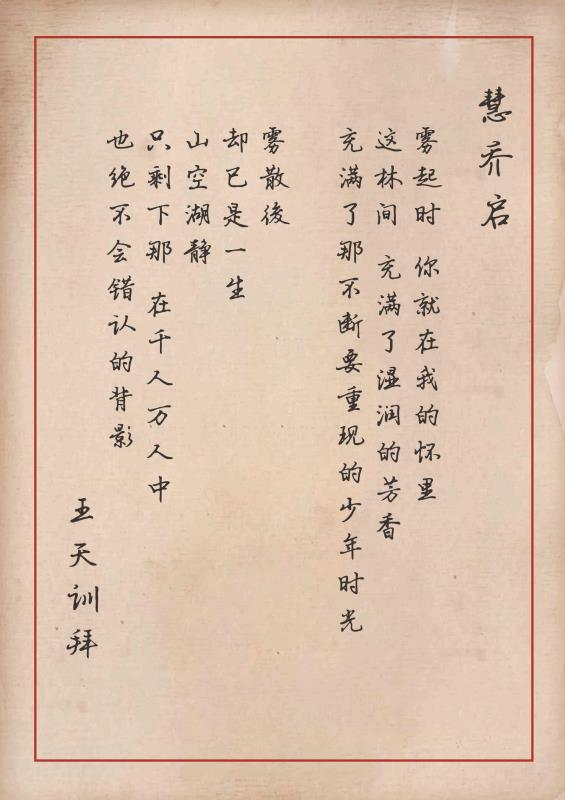 慧乔启
雾起时 你就在我的怀里
这林间 充满了湿润的芳香
充满了那不断要重现的少年时光
雾散後
却已是一生
山空湖静
只剩下那 在千人万人中
也绝不会错认的背影
王天训拜